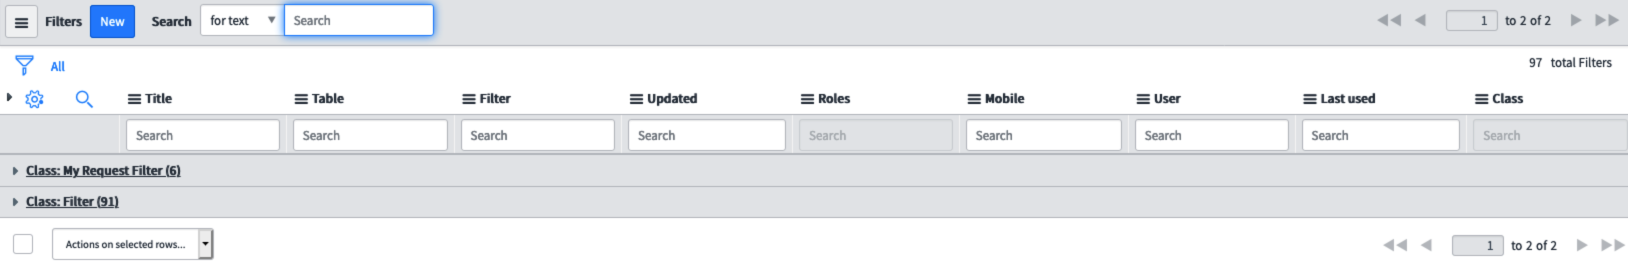 Filters New Search for text Search 1 to 2 of 2
All 97 total Filters
Title Table Filter Updated Roles Mobile User Last used Class
Search Search Search Search Search Search Search Search Search
Class: My Request Filter (6)
Class: Filter (91)
Actions on selected rows... 1 to 2 of 2